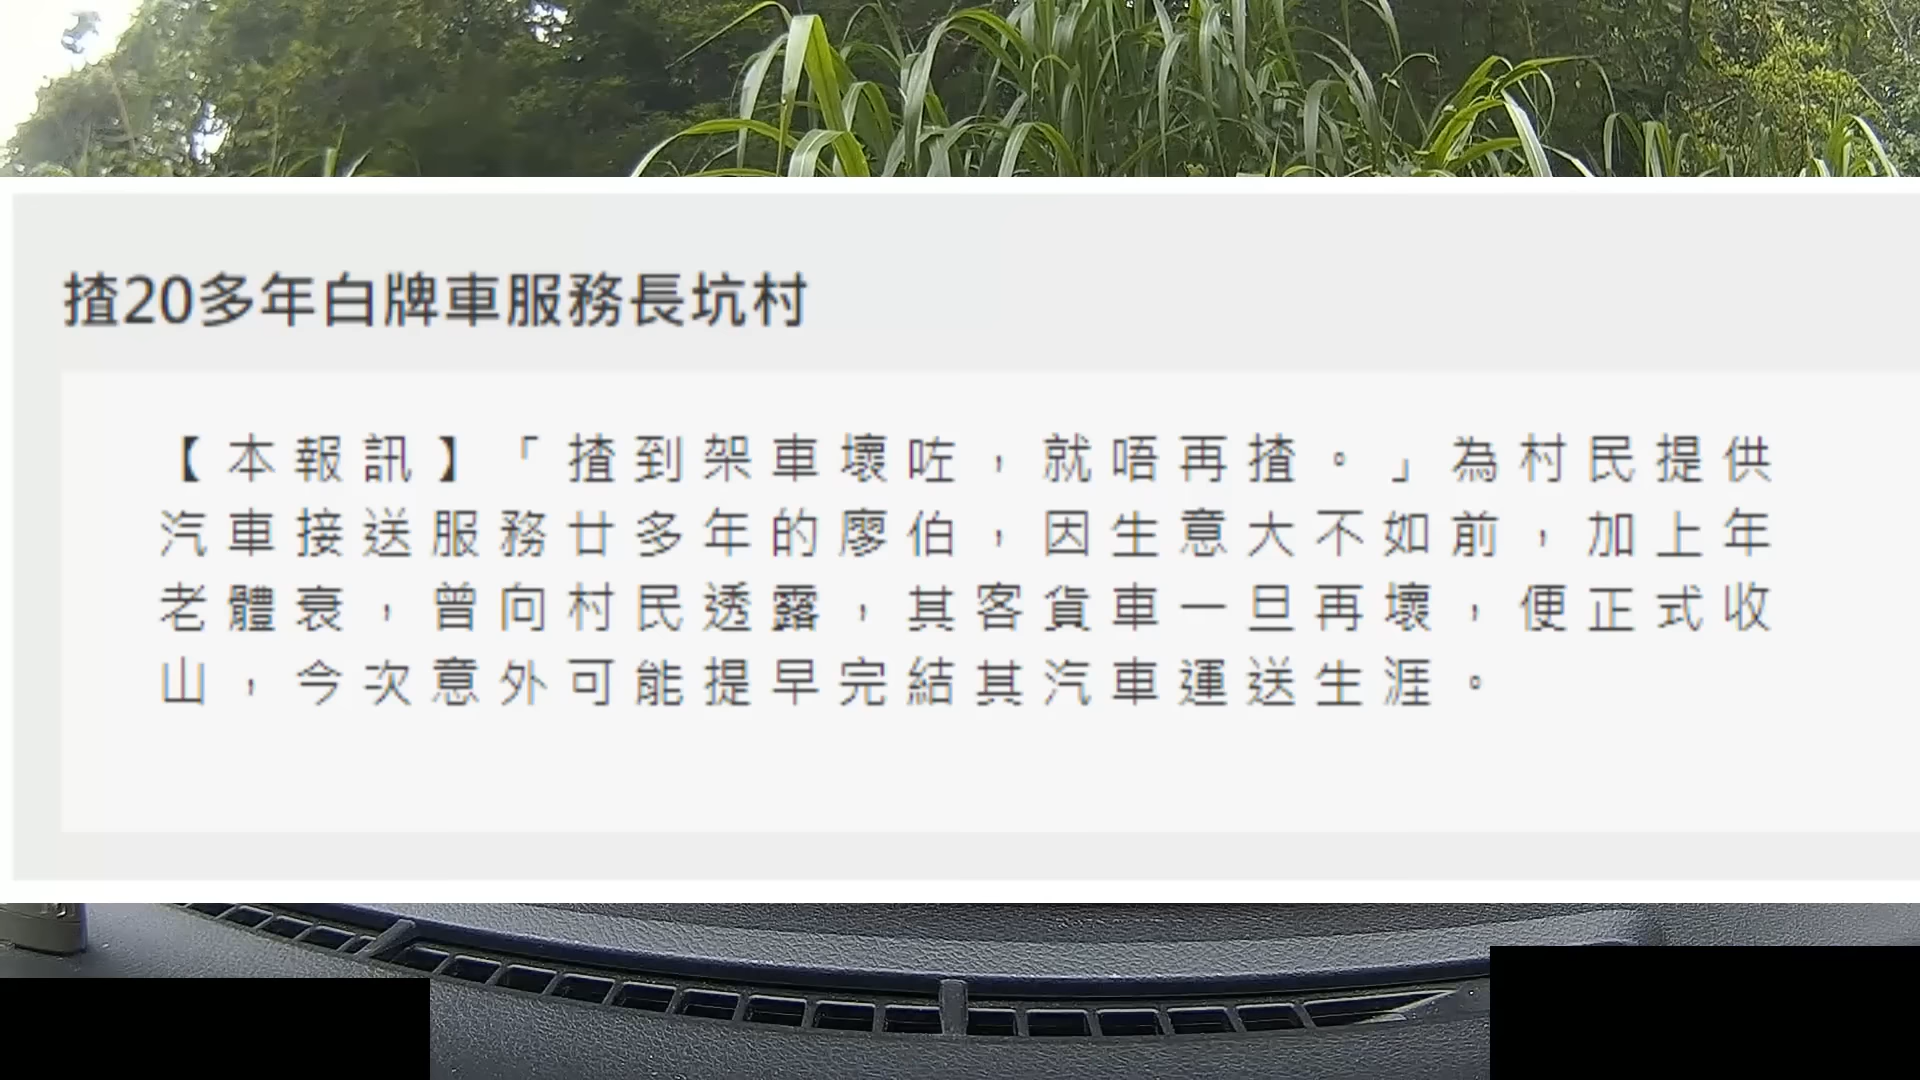 揸20多年白牌車服務長坑村
【本報訊】「揸到架車壞咗，就唔再揸。」為村民提供
汽車接送服務廿多年的廖伯，因生意大不如前，加上年
老體衰，曾向村民透露，其客貨車一旦再壞，便正式收
山，今次意外可能提早完結其汽車運送生涯。